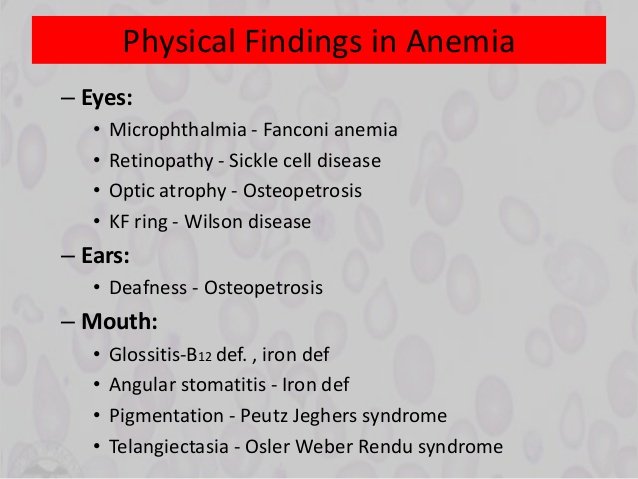 Physical Findings in Anemia
– Eyes:
• Microphthalmia - Fanconi anemia
• Retinopathy - Sickle cell disease
• Optic atrophy - Osteopetrosis
• KF ring - Wilson disease
– Ears:
• Deafness - Osteopetrosis
– Mouth:
• Glossitis-B12 def. , iron def
• Angular stomatitis - Iron def
• Pigmentation - Peutz Jeghers syndrome
• Telangiectasia - Osler Weber Rendu syndrome